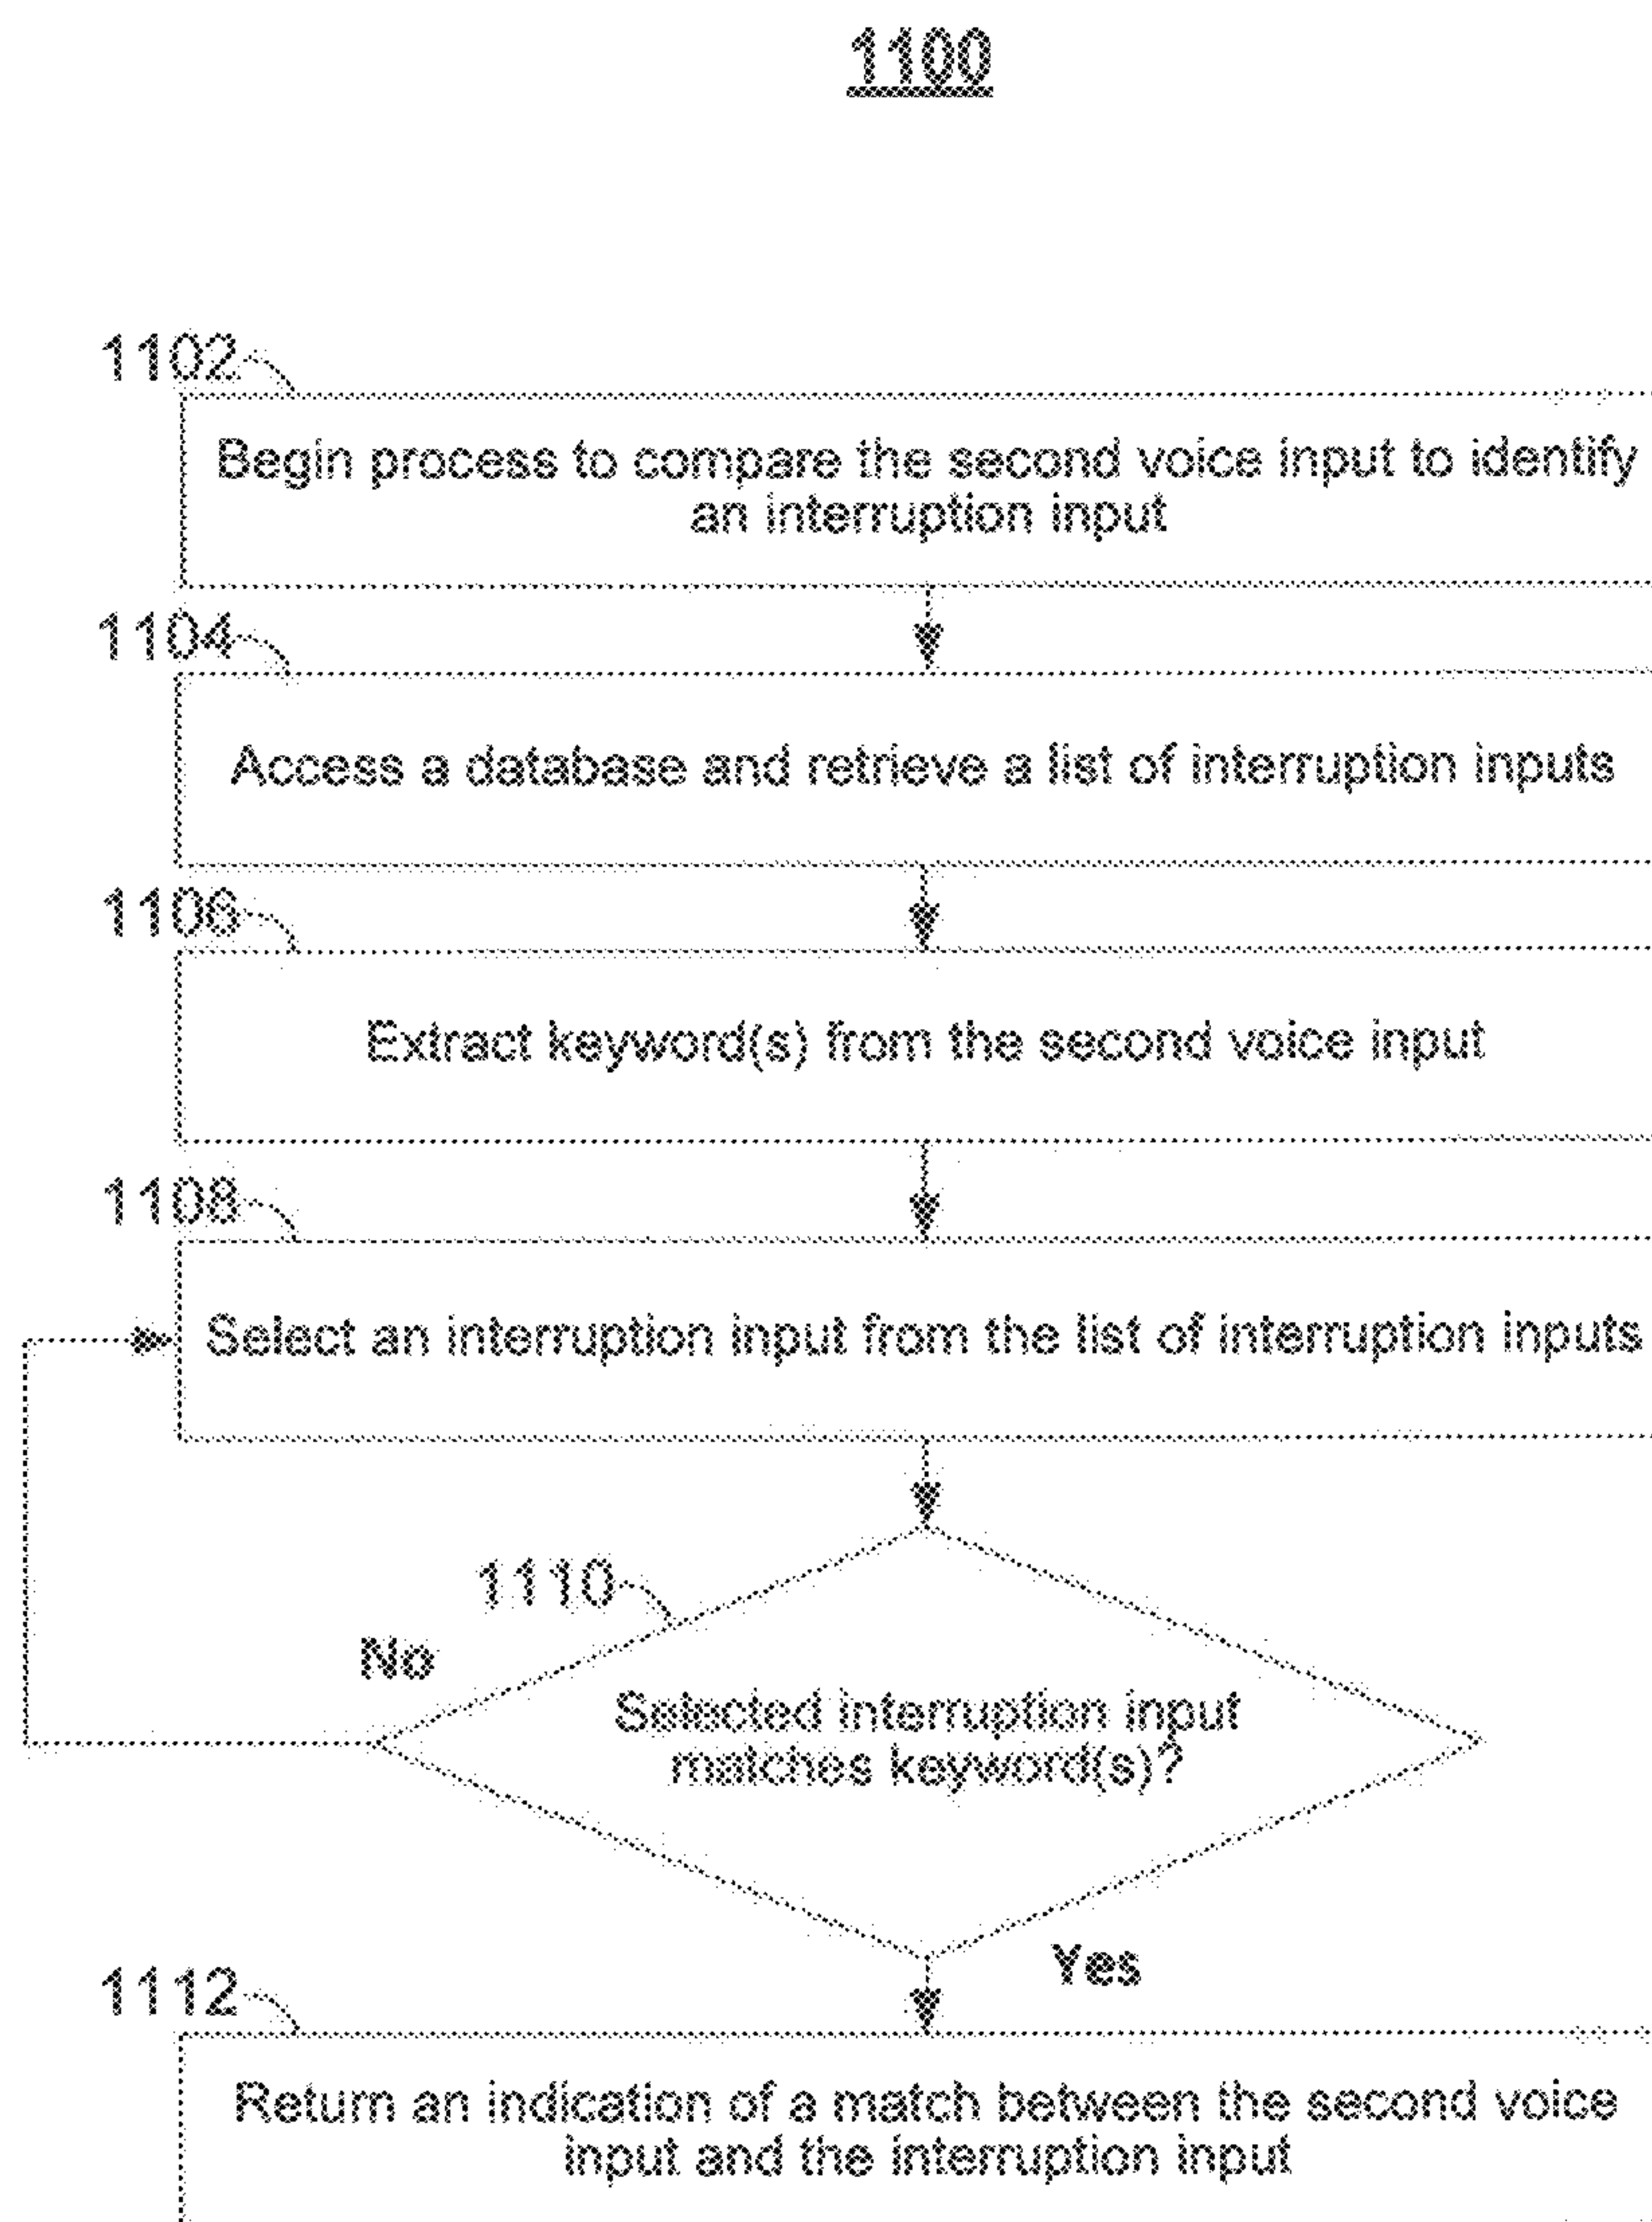 1100
1102
Begin process to compare the second voice input to identify
an interruption input
1104
Access a database and retrieve a list of interruption inputs
1106
Extract keyword(s) from the second voice input
1108
Select an interruption input from the list of interruption inputs
1110
No
Selected interruption input
matches keyword(s)?
Yes
1112
Return an indication of a match between the second voice
input and the interruption input